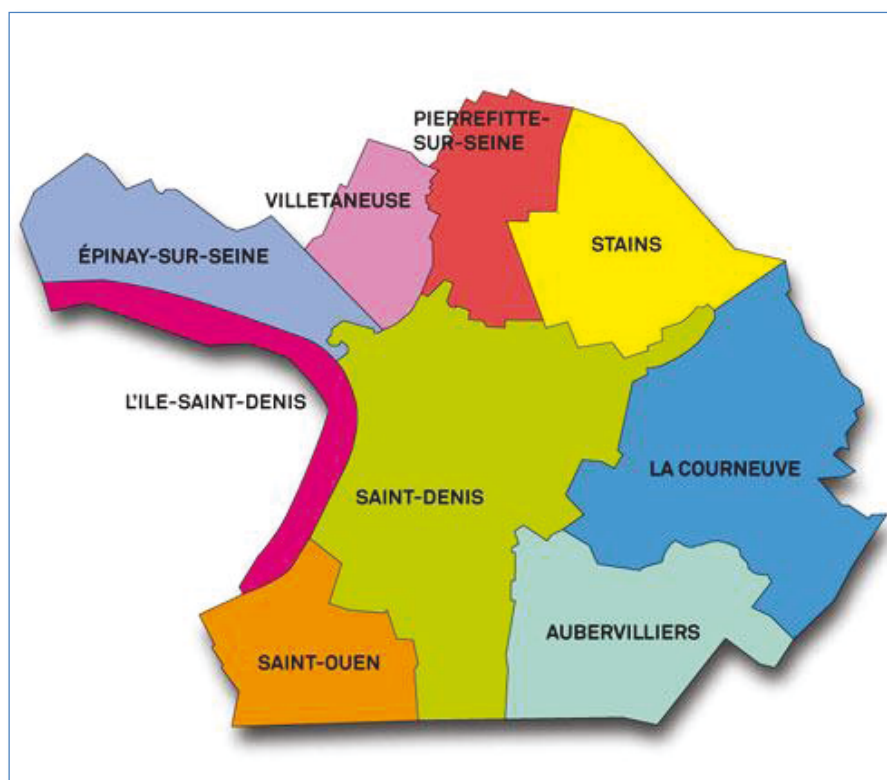 PIERREFITTE-
SUR-SEINE
VILLETANEUSE
STAINS
ÉPINAY-SUR-SEINE
L'ILE-SAINT-DENIS
LA COURNEUVE
SAINT-DENIS
AUBERVILLIERS
SAINT-OUEN